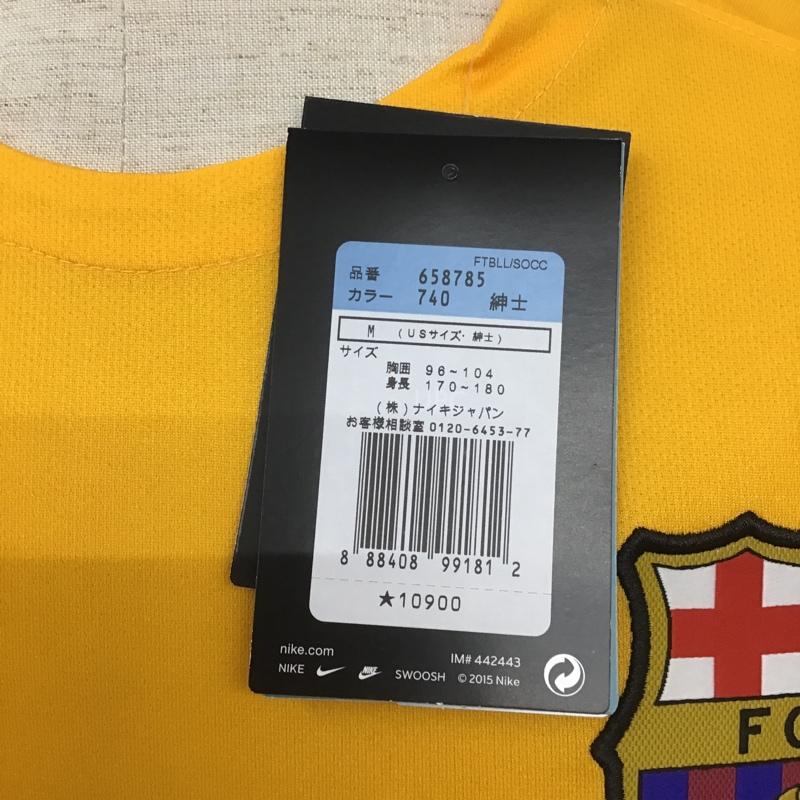 FTBLL/SOCC
品番 658785
カラー 740 紳士
M (USサイズ・紳士)
サイズ
胸囲 96~104
身長 170~180
(株)ナイキジャパン
お客様相談室 0120-6453-77
8 88408 99181 2
★10900
nike.com
IM# 442443
NIKE SWOOSH © 2015 Nike